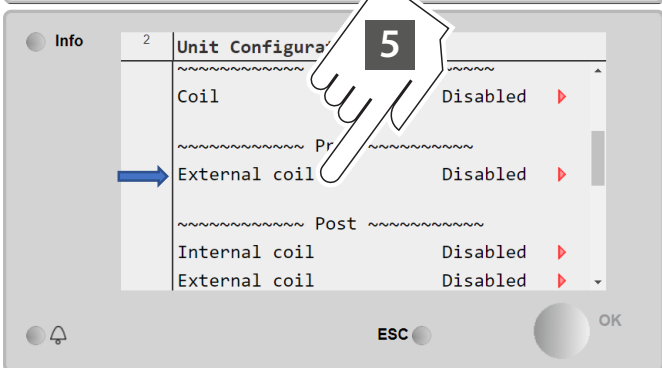 Info
2
Unit Configurat
5
~~~~~~~~~~~~ ~~~~~
Coil Disabled
~~~~~~~~~~~~ Pr ~~~~~~~~~~
External coil Disabled
~~~~~~~~~~~~ Post ~~~~~~~~~~~
Internal coil Disabled
External coil Disabled
ESC
OK